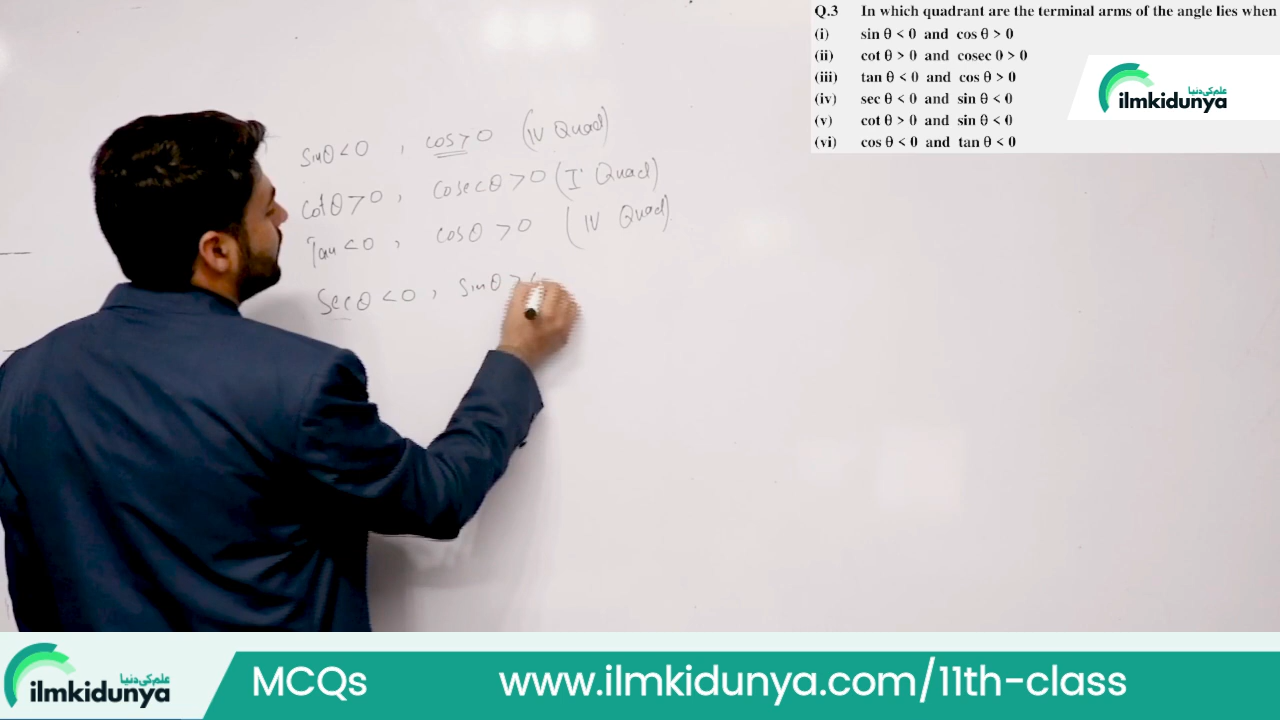 Q.3 In which quadrant are the terminal arms of the angle lies when
(i) sin θ < 0 and cos θ > 0
(ii) cot θ > 0 and cosec θ > 0
(iii) tan θ < 0 and cos θ > 0
(iv) sec θ < 0 and sin θ < 0
(v) cot θ > 0 and sin θ < 0
(vi) cos θ < 0 and tan θ < 0
علم کی دنیا
ilmkidunya
sinθ<0 , cos>0 (IV Quad)
Cotθ>0 , Cosecθ>0 (I Quad)
Tan<0 , cosθ>0 (IV Quad)
Secθ<0 , Sinθ >
علم کی دنیا
ilmkidunya
MCQs www.ilmkidunya.com/11th-class